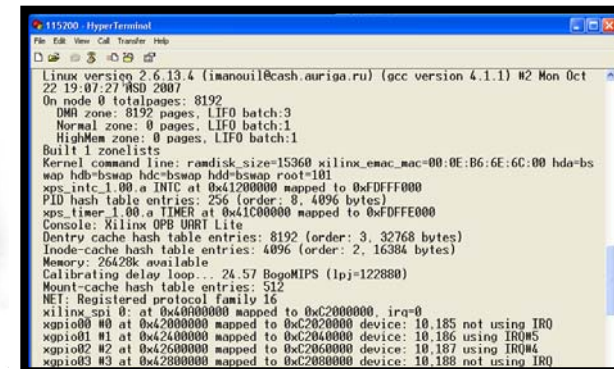 115200 - HyperTerminal
File Edit View Call Transfer Help
Linux version 2.6.13.4 (imanouil@cash.auriga.ru) (gcc version 4.1.1) #2 Mon Oct
22 19:07:27 MSD 2007
On node 0 totalpages: 8192
DMA zone: 8192 pages, LIFO batch:3
Normal zone: 0 pages, LIFO batch:1
HighMem zone: 0 pages, LIFO batch:1
Built 1 zonelists
Kernel command line: ramdisk_size=15360 xilinx_emac_mac=00:0E:B6:6E:6C:00 hda=bs
wap hdb=bswap hdc=bswap hdd=bswap root=101
xps_intc_1.00.a INTC at 0x41200000 mapped to 0xFDFFF000
PID hash table entries: 256 (order: 8, 4096 bytes)
xps_timer_1.00.a TIMER at 0x41C00000 mapped to 0xFDFFE000
Console: Xilinx OPB UART Lite
Dentry cache hash table entries: 8192 (order: 3, 32768 bytes)
Inode-cache hash table entries: 4096 (order: 2, 16384 bytes)
Memory: 26428k available
Calibrating delay loop... 24.57 BogoMIPS (lpj=122880)
Mount-cache hash table entries: 512
NET: Registered protocol family 16
xilinx_spi 0: at 0x40A00000 mapped to 0xC2000000, irq=0
xgpio00 #0 at 0x42000000 mapped to 0xC2020000 device: 10,185 not using IRQ
xgpio01 #1 at 0x42400000 mapped to 0xC2040000 device: 10,186 using IRQ#5
xgpio02 #2 at 0x42600000 mapped to 0xC2060000 device: 10,187 using IRQ#4
xgpio03 #3 at 0x42800000 mapped to 0xC2080000 device: 10,188 not using IRQ